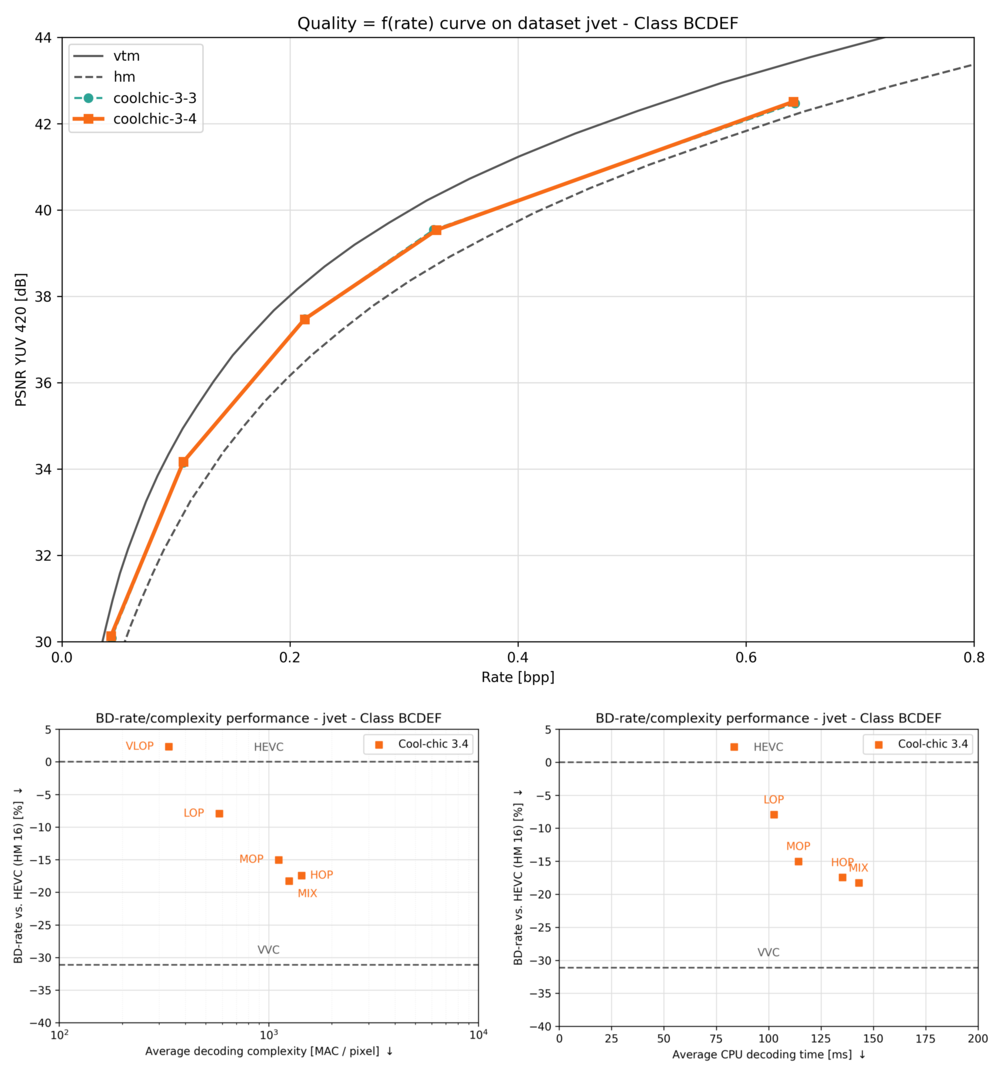 Quality = f(rate) curve on dataset jvet - Class BCDEF
vtm
hm
coolchic-3-3
coolchic-3-4
PSNR YUV 420 [dB]
44
42
40
38
36
34
32
30
0.0
0.2
0.4
0.6
0.8
Rate [bpp]
BD-rate/complexity performance - jvet - Class BCDEF
BD-rate vs. HEVC (HM 16) [%] ↓
5
0
−5
−10
−15
−20
−25
−30
−35
−40
VLOP
HEVC
Cool-chic 3.4
LOP
MOP
HOP
MIX
VVC
10²
10³
10⁴
Average decoding complexity [MAC / pixel] ↓
BD-rate/complexity performance - jvet - Class BCDEF
BD-rate vs. HEVC (HM 16) [%] ↓
5
0
−5
−10
−15
−20
−25
−30
−35
−40
HEVC
Cool-chic 3.4
LOP
MOP
HOP
MIX
VVC
0
25
50
75
100
125
150
175
200
Average CPU decoding time [ms] ↓